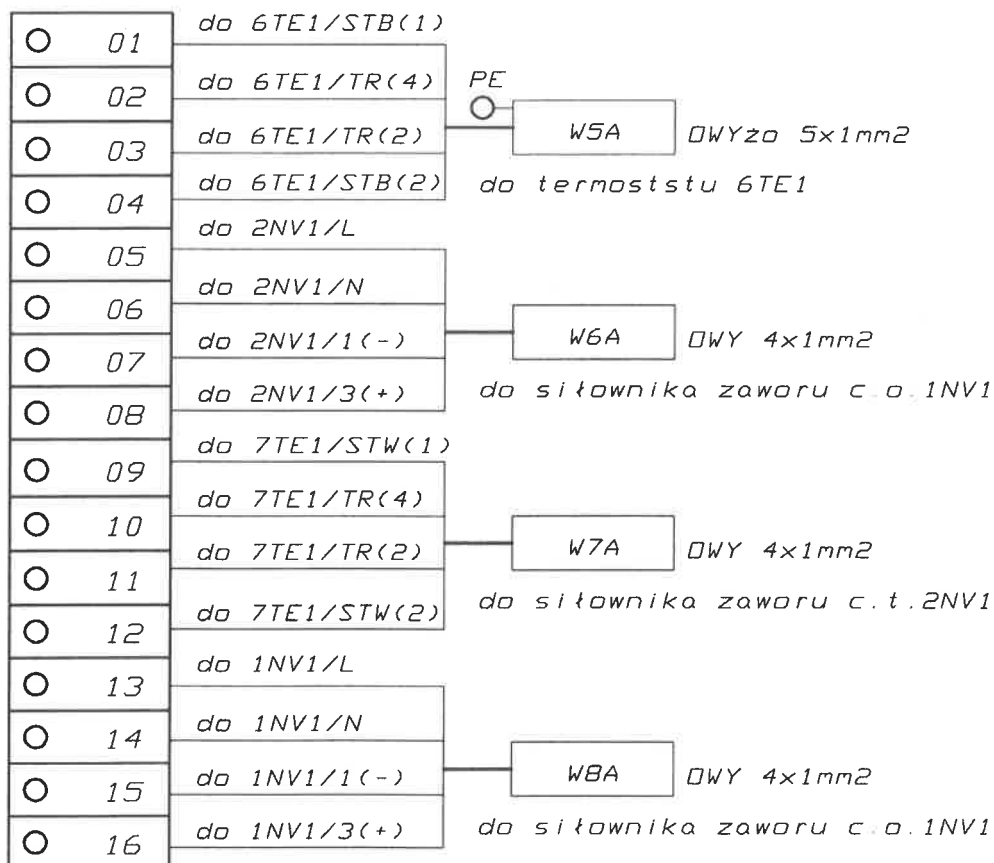 do 6TE1/STB(1)
01
do 6TE1/TR(4)
PE
02
W5A
OWYżo 5x1mm2
do 6TE1/TR(2)
03
do 6TE1/STB(2)
do termoststu 6TE1
04
do 2NV1/L
05
do 2NV1/N
06
do 2NV1/1(-)
W6A
OWY 4x1mm2
07
do 2NV1/3(+)
do siłownika zaworu c.o.1NV1
08
do 7TE1/STW(1)
09
do 7TE1/TR(4)
10
do 7TE1/TR(2)
W7A
OWY 4x1mm2
11
do 7TE1/STW(2)
do siłownika zaworu c.t.2NV1
12
do 1NV1/L
13
do 1NV1/N
14
do 1NV1/1(-)
W8A
OWY 4x1mm2
15
do 1NV1/3(+)
do siłownika zaworu c.o.1NV1
16